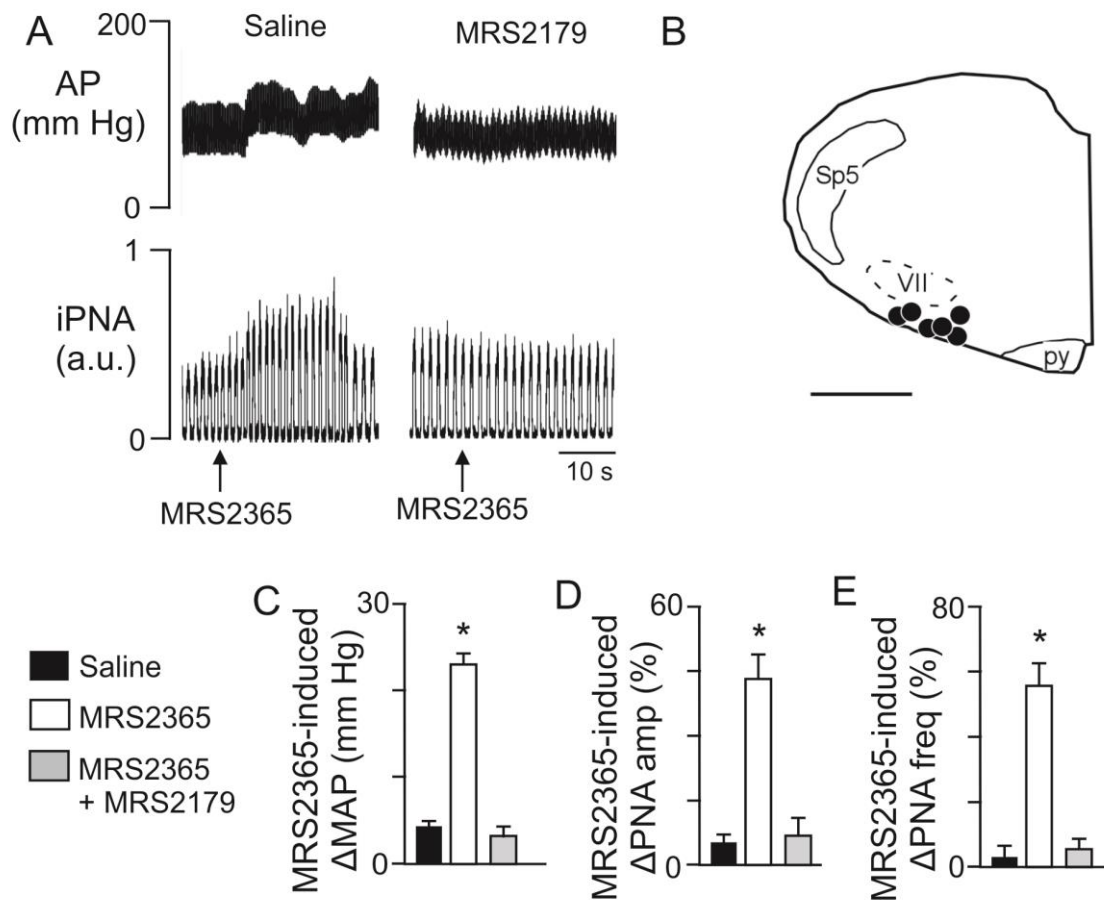 A
Saline
MRS2179
200
AP
(mm Hg)
0
1
iPNA
(a.u.)
0
10 s
MRS2365
MRS2365
B
Sp5
VII
py
Saline
MRS2365
MRS2365
+ MRS2179
C
MRS2365-induced
ΔMAP (mm Hg)
30
0
*
D
MRS2365-induced
ΔPNA amp (%)
60
0
*
E
MRS2365-induced
ΔPNA freq (%)
80
0
*